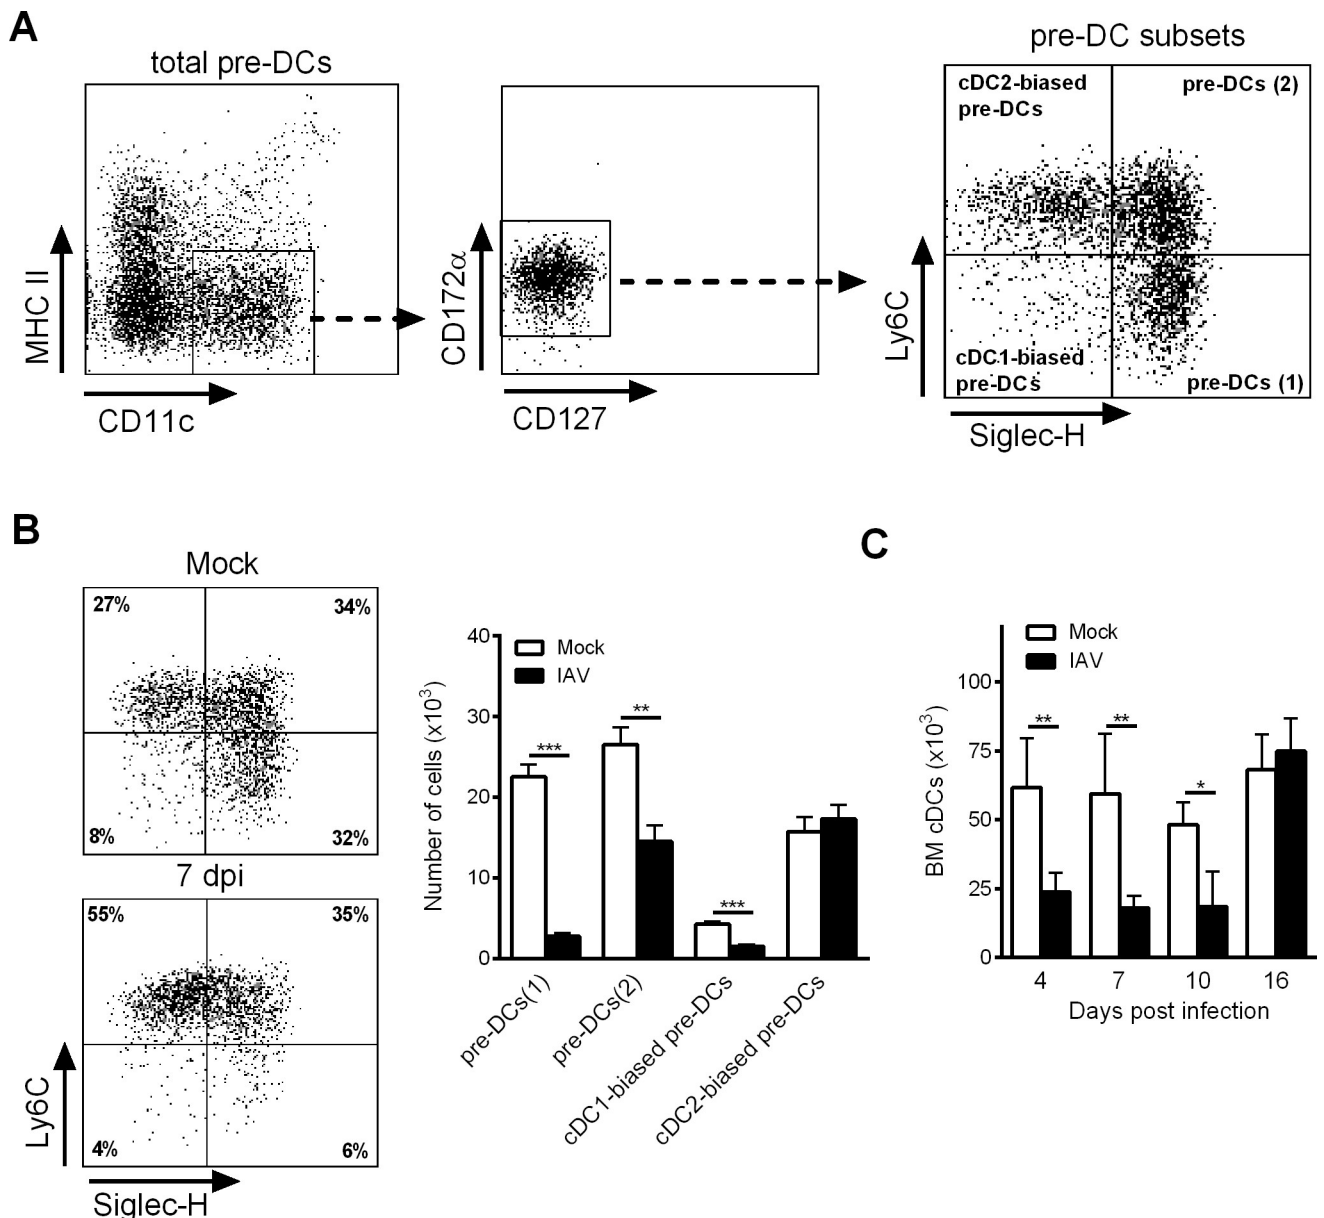 A
total pre-DCs
MHC II
CD11c
CD172α
CD127
pre-DC subsets
cDC2-biased
pre-DCs
pre-DCs (2)
cDC1-biased
pre-DCs
pre-DCs (1)
Ly6C
Siglec-H
B
Mock
27%
34%
8%
32%
7 dpi
55%
35%
4%
6%
Ly6C
Siglec-H
Number of cells (x10³)
40
30
20
10
0
Mock
IAV
***
**
***
pre-DCs(1)
pre-DCs(2)
cDC1-biased pre-DCs
cDC2-biased pre-DCs
C
BM cDCs (x10³)
100
75
50
25
0
Mock
IAV
**
**
*
4
7
10
16
Days post infection